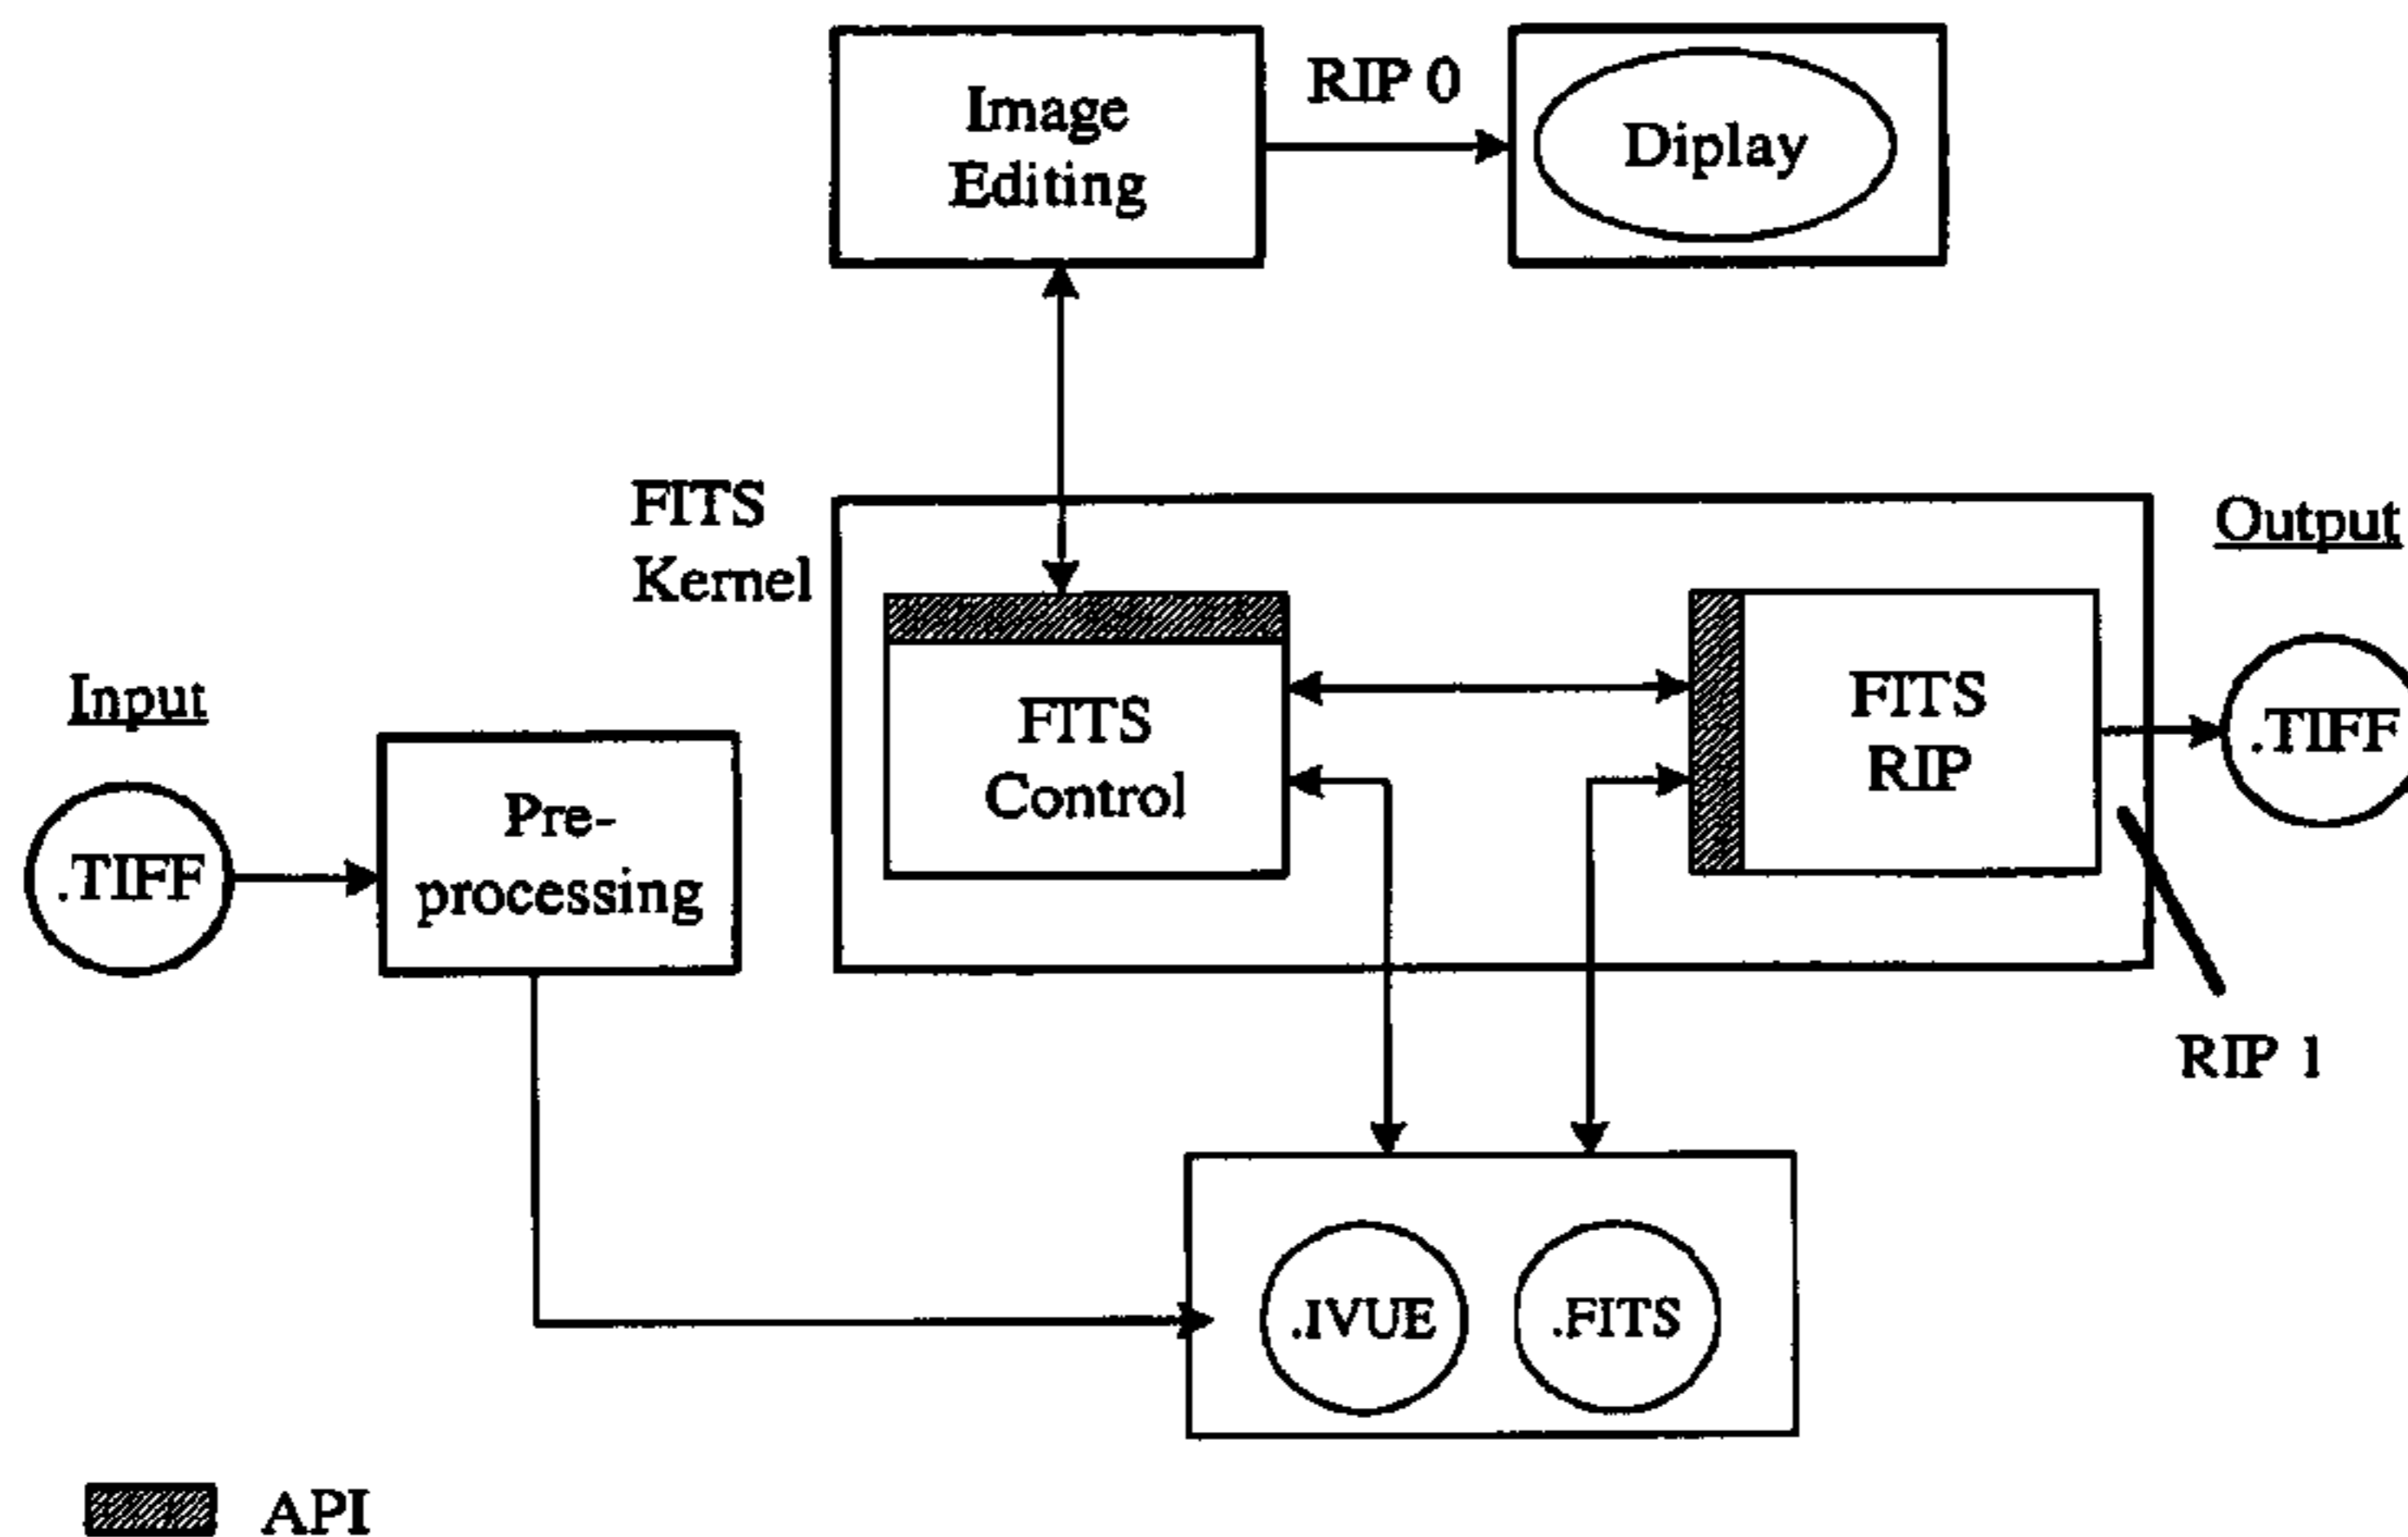 Image
Editing
RIP 0
Diplay
FITS
Kernel
Output
Input
FITS
Control
FITS
RIP
.TIFF
Pre-
processing
.TIFF
RIP 1
.IVUE
.FITS
API